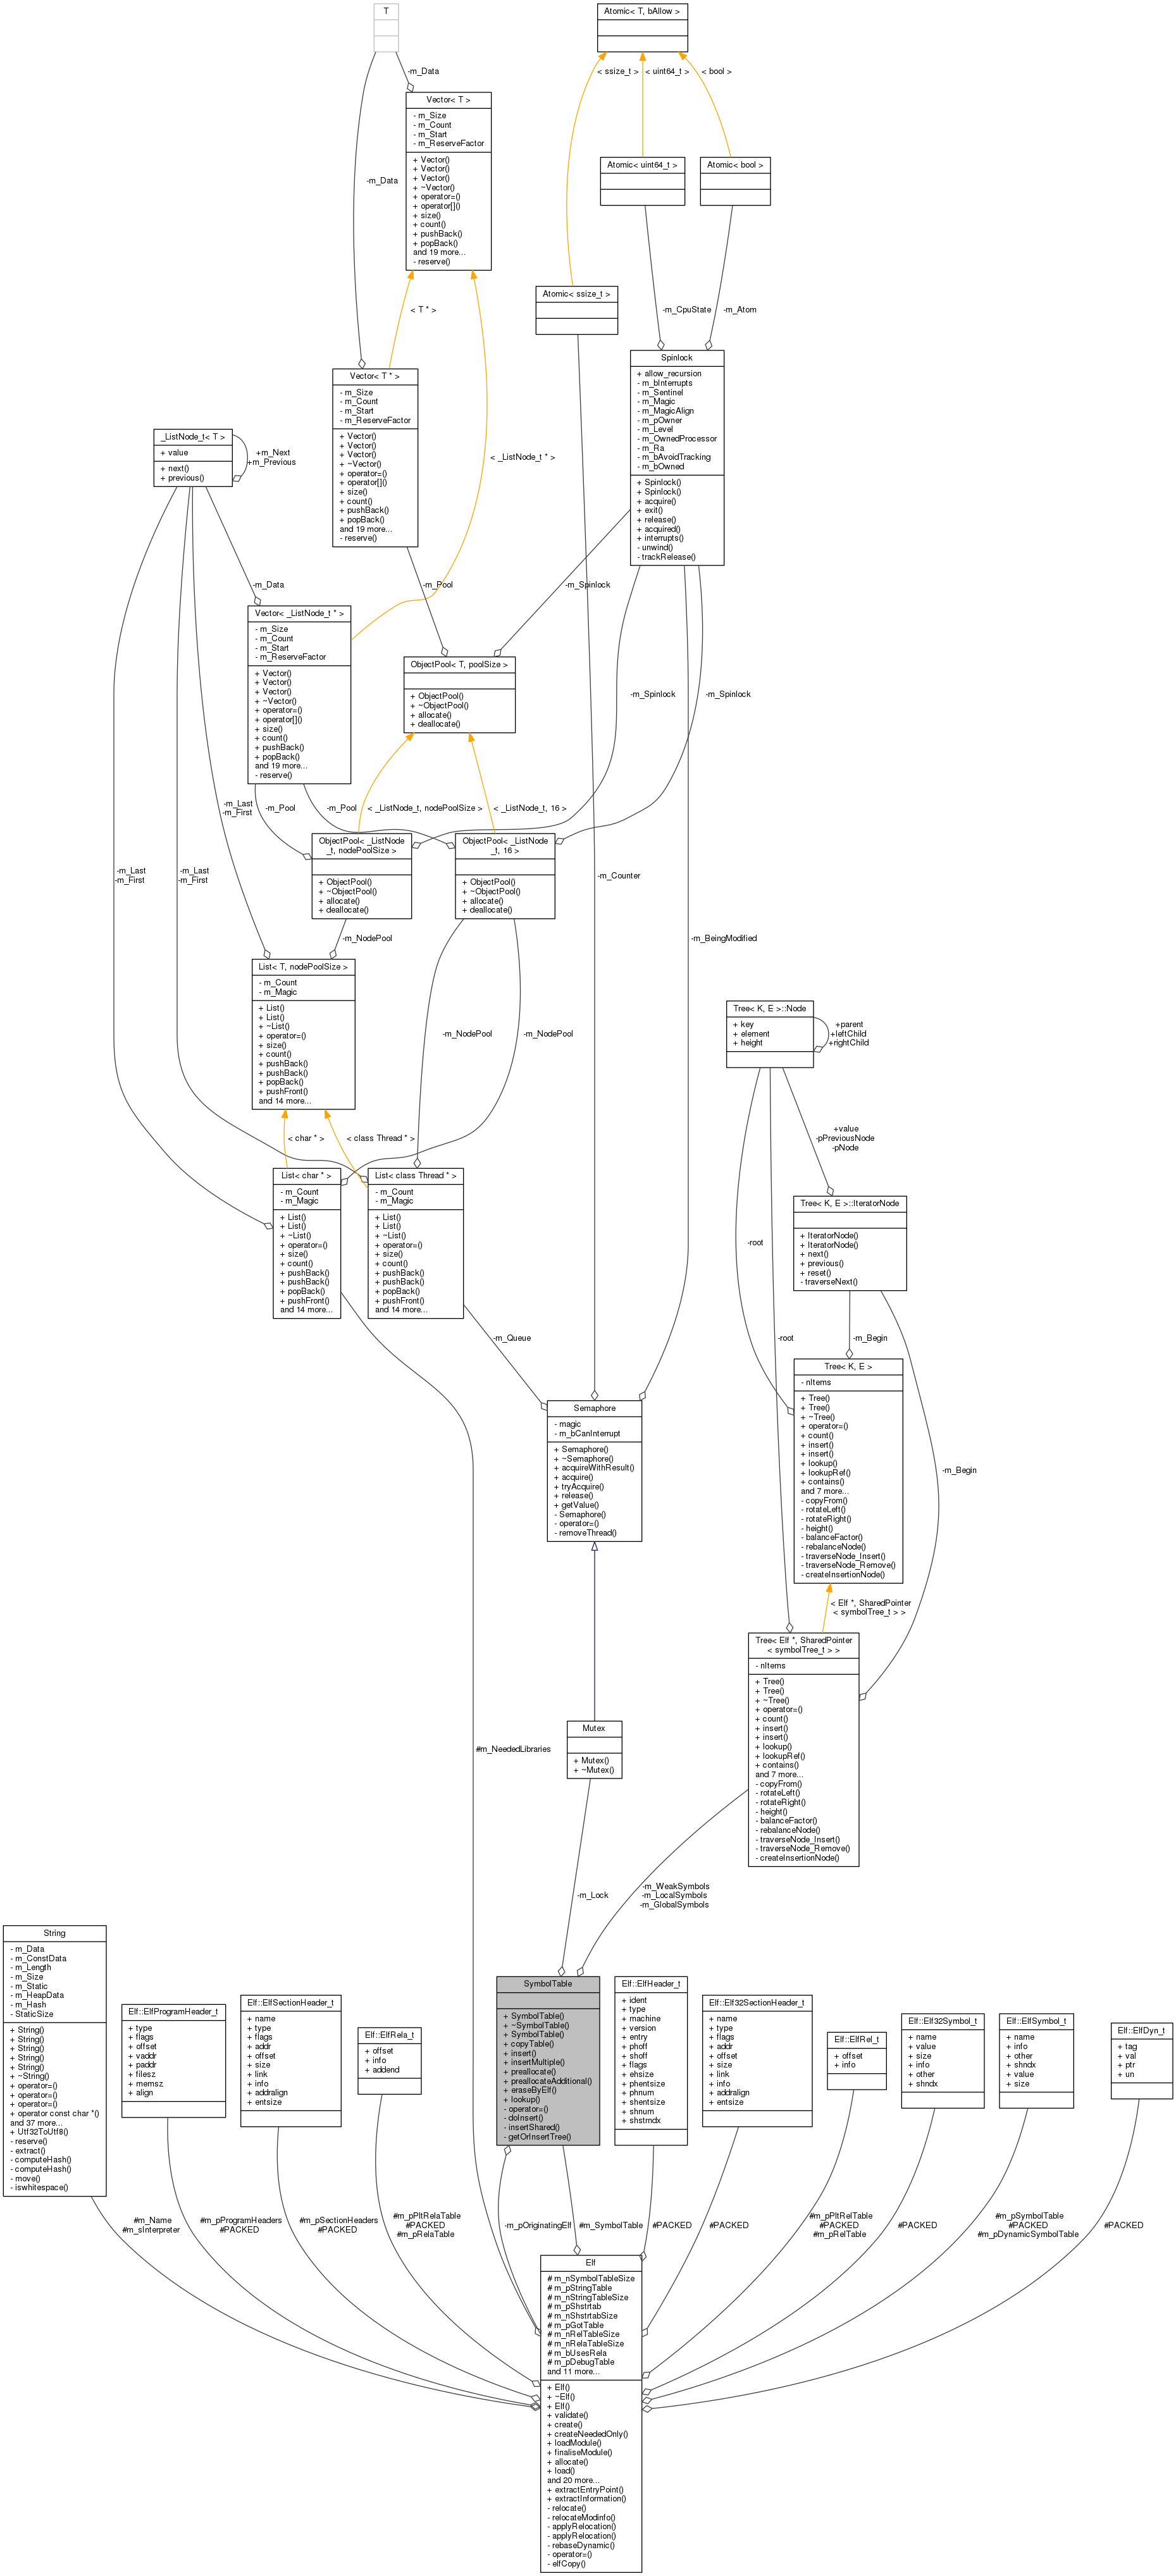 T
Atomic< T, bAllow >
-m_Data
< ssize_t >
< uint64_t >
< bool >
Vector< T >
- m_Size
- m_Count
- m_Start
- m_ReserveFactor
+ Vector()
+ Vector()
+ Vector()
+ ~Vector()
+ operator=()
+ operator[]()
+ size()
+ count()
+ pushBack()
+ popBack()
and 19 more...
- reserve()
-m_Data
Atomic< uint64_t >
Atomic< bool >
Atomic< ssize_t >
< T * >
-m_CpuState
-m_Atom
Vector< T * >
- m_Size
- m_Count
- m_Start
- m_ReserveFactor
+ Vector()
+ Vector()
+ Vector()
+ ~Vector()
+ operator=()
+ operator[]()
+ size()
+ count()
+ pushBack()
+ popBack()
and 19 more...
- reserve()
Spinlock
+ allow_recursion
- m_bInterrupts
- m_Sentinel
- m_Magic
- m_MagicAlign
- m_pOwner
- m_Level
- m_OwnedProcessor
- m_Ra
- m_bAvoidTracking
- m_bOwned
+ Spinlock()
+ Spinlock()
+ acquire()
+ exit()
+ release()
+ acquired()
+ interrupts()
- unwind()
- trackRelease()
_ListNode_t< T >
+ value
+ next()
+ previous()
+m_Next
+m_Previous
< _ListNode_t * >
-m_Data
-m_Pool
-m_Spinlock
Vector< _ListNode_t * >
- m_Size
- m_Count
- m_Start
- m_ReserveFactor
+ Vector()
+ Vector()
+ Vector()
+ ~Vector()
+ operator=()
+ operator[]()
+ size()
+ count()
+ pushBack()
+ popBack()
and 19 more...
- reserve()
ObjectPool< T, poolSize >
+ ObjectPool()
+ ~ObjectPool()
+ allocate()
+ deallocate()
-m_Spinlock
-m_Spinlock
-m_Last
-m_First
-m_Pool
-m_Pool
< _ListNode_t, nodePoolSize >
< _ListNode_t, 16 >
ObjectPool< _ListNode
_t, nodePoolSize >
+ ObjectPool()
+ ~ObjectPool()
+ allocate()
+ deallocate()
ObjectPool< _ListNode
_t, 16 >
+ ObjectPool()
+ ~ObjectPool()
+ allocate()
+ deallocate()
-m_Last
-m_First
-m_Last
-m_First
-m_Counter
-m_NodePool
-m_BeingModified
List< T, nodePoolSize >
- m_Count
- m_Magic
+ List()
+ List()
+ ~List()
+ operator=()
+ size()
+ count()
+ pushBack()
+ pushBack()
+ popBack()
+ pushFront()
and 14 more...
-m_NodePool
-m_NodePool
Tree< K, E >::Node
+ key
+ element
+ height
+parent
+leftChild
+rightChild
< char * >
< class Thread * >
+value
-pPreviousNode
-pNode
List< char * >
- m_Count
- m_Magic
+ List()
+ List()
+ ~List()
+ operator=()
+ size()
+ count()
+ pushBack()
+ pushBack()
+ popBack()
+ pushFront()
and 14 more...
List< class Thread * >
- m_Count
- m_Magic
+ List()
+ List()
+ ~List()
+ operator=()
+ size()
+ count()
+ pushBack()
+ pushBack()
+ popBack()
+ pushFront()
and 14 more...
Tree< K, E >::IteratorNode
+ IteratorNode()
+ IteratorNode()
+ next()
+ previous()
+ reset()
- traverseNext()
-root
-m_Queue
-root
-m_Begin
Tree< K, E >
- nItems
+ Tree()
+ Tree()
+ ~Tree()
+ operator=()
+ count()
+ insert()
+ insert()
+ lookup()
+ lookupRef()
+ contains()
and 7 more...
- copyFrom()
- rotateLeft()
- rotateRight()
- height()
- balanceFactor()
- rebalanceNode()
- traverseNode_Insert()
- traverseNode_Remove()
- createInsertionNode()
Semaphore
- magic
- m_bCanInterrupt
+ Semaphore()
+ ~Semaphore()
+ acquireWithResult()
+ acquire()
+ tryAcquire()
+ release()
+ getValue()
- Semaphore()
- operator=()
- removeThread()
-m_Begin
< Elf *, SharedPointer
< symbolTree_t > >
Tree< Elf *, SharedPointer
< symbolTree_t > >
- nItems
+ Tree()
+ Tree()
+ ~Tree()
+ operator=()
+ count()
+ insert()
+ insert()
+ lookup()
+ lookupRef()
+ contains()
and 7 more...
- copyFrom()
- rotateLeft()
- rotateRight()
- height()
- balanceFactor()
- rebalanceNode()
- traverseNode_Insert()
- traverseNode_Remove()
- createInsertionNode()
Mutex
+ Mutex()
+ ~Mutex()
#m_NeededLibraries
-m_Lock
-m_WeakSymbols
-m_LocalSymbols
-m_GlobalSymbols
String
- m_Data
- m_ConstData
- m_Length
- m_Size
- m_Static
- m_HeapData
- m_Hash
- StaticSize
+ String()
+ String()
+ String()
+ String()
+ String()
+ ~String()
+ operator=()
+ operator=()
+ operator=()
+ operator const char *()
and 37 more...
+ Utf32ToUtf8()
- reserve()
- extract()
- computeHash()
- computeHash()
- move()
- iswhitespace()
Elf::ElfProgramHeader_t
+ type
+ flags
+ offset
+ vaddr
+ paddr
+ filesz
+ memsz
+ align
Elf::ElfSectionHeader_t
+ name
+ type
+ flags
+ addr
+ offset
+ size
+ link
+ info
+ addralign
+ entsize
Elf::ElfRela_t
+ offset
+ info
+ addend
SymbolTable
+ SymbolTable()
+ ~SymbolTable()
+ SymbolTable()
+ copyTable()
+ insert()
+ insertMultiple()
+ preallocate()
+ preallocateAdditional()
+ eraseByElf()
+ lookup()
- operator=()
- doInsert()
- insertShared()
- getOrInsertTree()
Elf::ElfHeader_t
+ ident
+ type
+ machine
+ version
+ entry
+ phoff
+ shoff
+ flags
+ ehsize
+ phentsize
+ phnum
+ shentsize
+ shnum
+ shstrndx
Elf::Elf32SectionHeader_t
+ name
+ type
+ flags
+ addr
+ offset
+ size
+ link
+ info
+ addralign
+ entsize
Elf::ElfRel_t
+ offset
+ info
Elf::Elf32Symbol_t
+ name
+ value
+ size
+ info
+ other
+ shndx
Elf::ElfSymbol_t
+ name
+ info
+ other
+ shndx
+ value
+ size
Elf::ElfDyn_t
+ tag
+ val
+ ptr
+ un
#m_Name
#m_sInterpreter
#m_pProgramHeaders
#PACKED
#m_pSectionHeaders
#PACKED
#m_pPltRelaTable
#PACKED
#m_pRelaTable
-m_pOriginatingElf
#m_SymbolTable
#PACKED
#PACKED
#m_pPltRelTable
#PACKED
#m_pRelTable
#PACKED
#m_pSymbolTable
#PACKED
#m_pDynamicSymbolTable
#PACKED
Elf
# m_nSymbolTableSize
# m_pStringTable
# m_nStringTableSize
# m_pShstrtab
# m_nShstrtabSize
# m_pGotTable
# m_nRelTableSize
# m_nRelaTableSize
# m_bUsesRela
# m_pDebugTable
and 11 more...
+ Elf()
+ ~Elf()
+ Elf()
+ validate()
+ create()
+ createNeededOnly()
+ loadModule()
+ finaliseModule()
+ allocate()
+ load()
and 20 more...
+ extractEntryPoint()
+ extractInformation()
- relocate()
- relocateModinfo()
- applyRelocation()
- applyRelocation()
- rebaseDynamic()
- operator=()
- elfCopy()